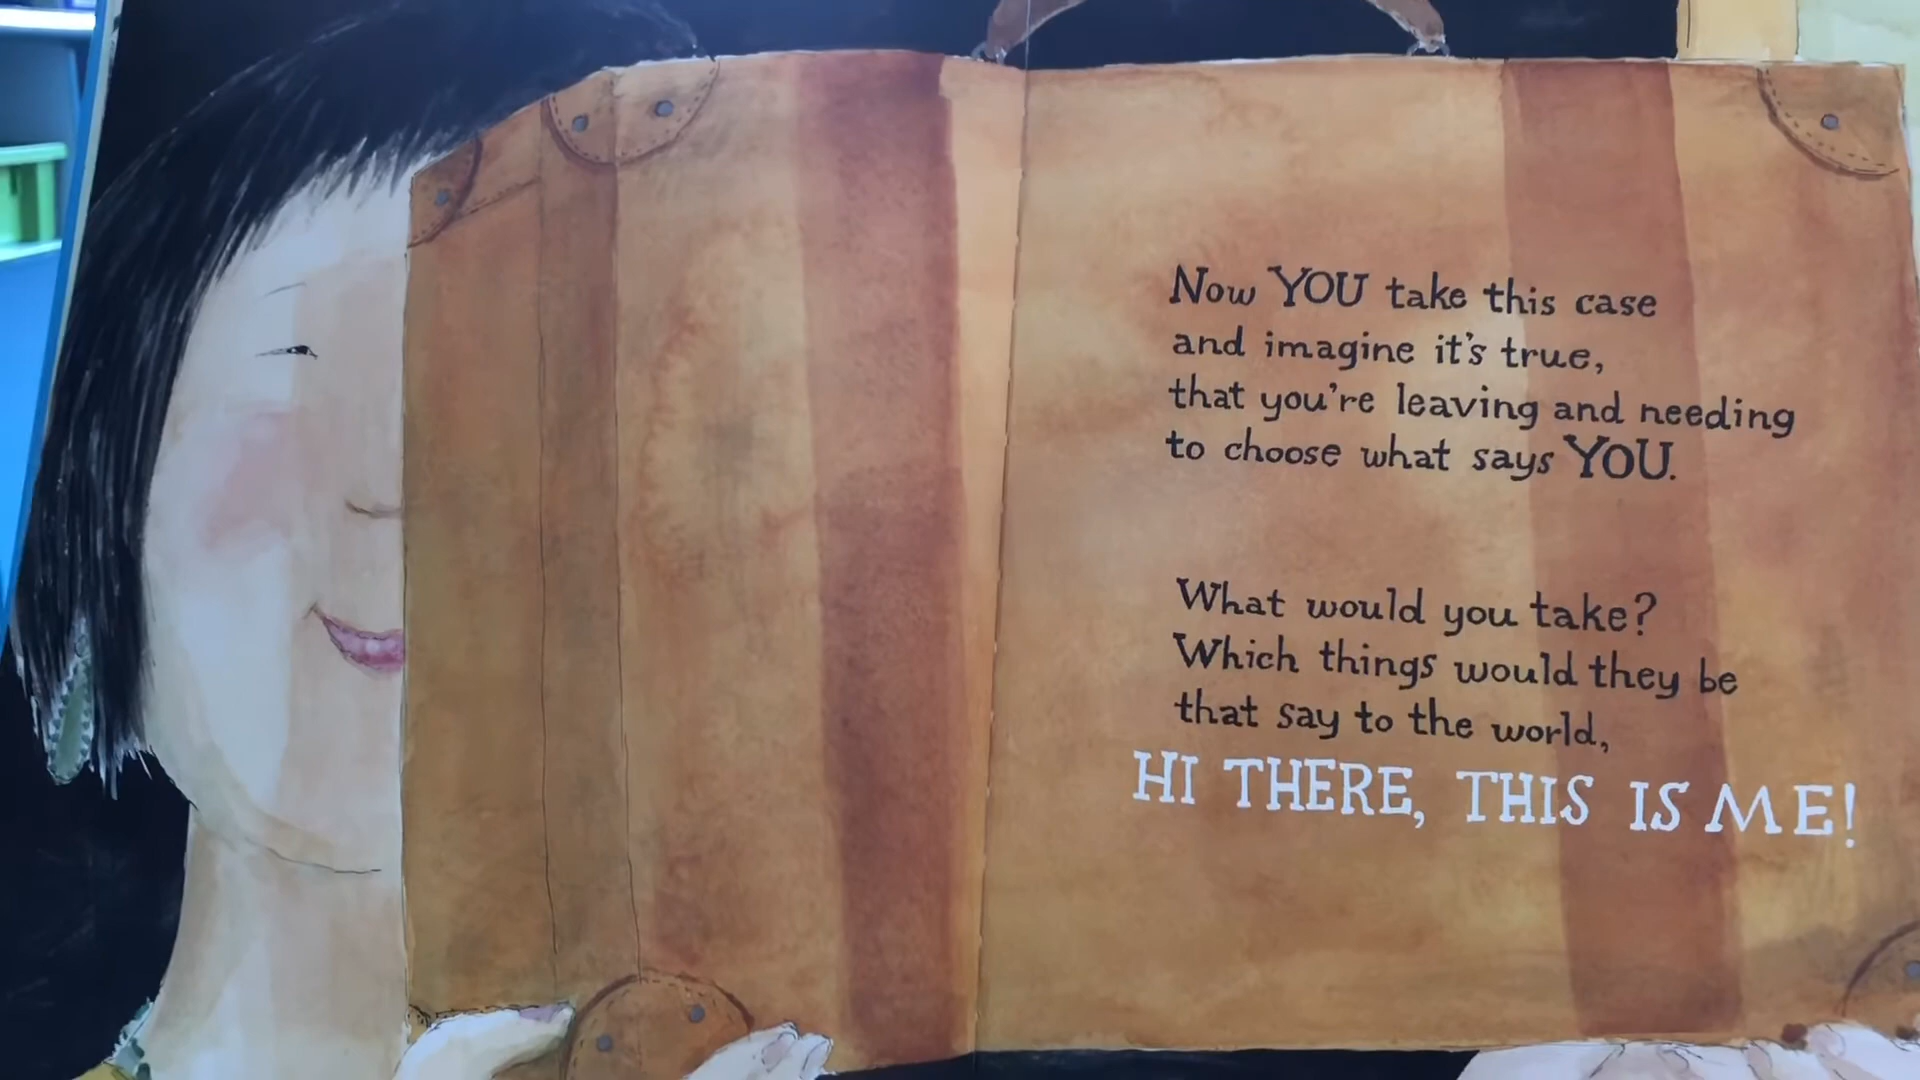 Now YOU take this case
and imagine it's true,
that you're leaving and needing
to choose what says YOU.
What would you take?
Which things would they be
that say to the world,
HI THERE, THIS IS ME!